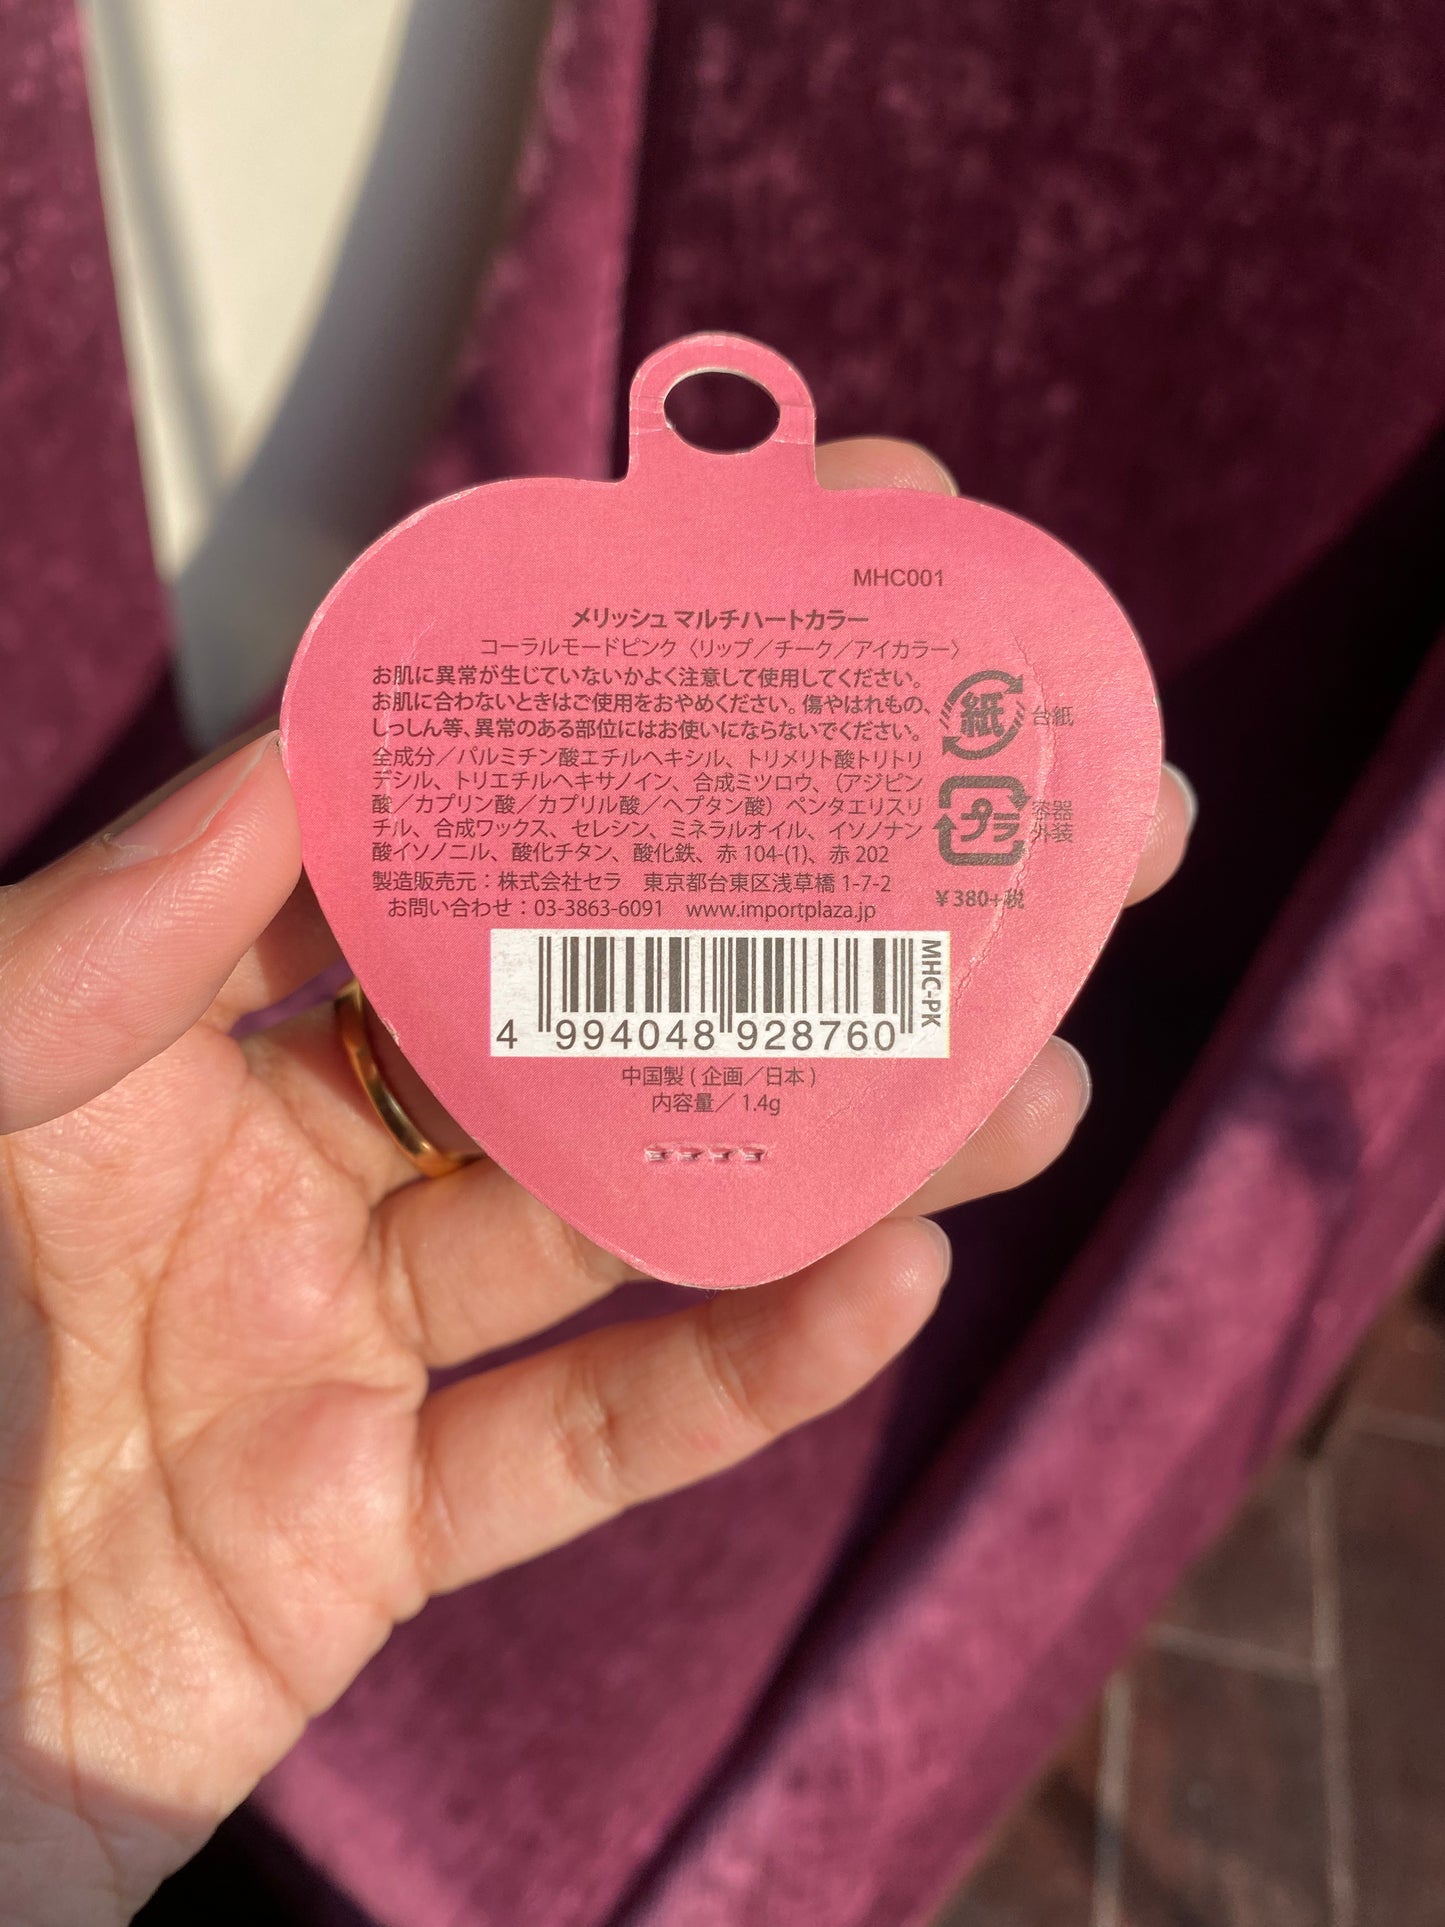 MHC001
メリッシュ マルチハートカラー
コーラルモードピンク〈リップ／チーク／アイカラー〉
お肌に異常が生じていないかよく注意して使用してください。
お肌に合わないときはご使用をおやめください。傷やはれもの、
しっしん等、異常のある部位にはお使いにならないでください。
全成分／パルミチン酸エチルヘキシル、トリメリト酸トリトリ
デシル、トリエチルヘキサノイン、合成ミツロウ、（アジピン
酸／カプリン酸／カプリル酸／ヘプタン酸）ペンタエリスリ
チル、合成ワックス、セレシン、ミネラルオイル、イソノナン
酸イソノニル、酸化チタン、酸化鉄、赤 104-(1)、赤 202
製造販売元：株式会社セラ　東京都台東区浅草橋 1-7-2
お問い合わせ：03-3863-6091　www.importplaza.jp
紙 台紙
プラ 容器
外装
￥380+税
4 994048 928760
MHC-PK
中国製 ( 企画／日本 )
内容量／ 1.4g